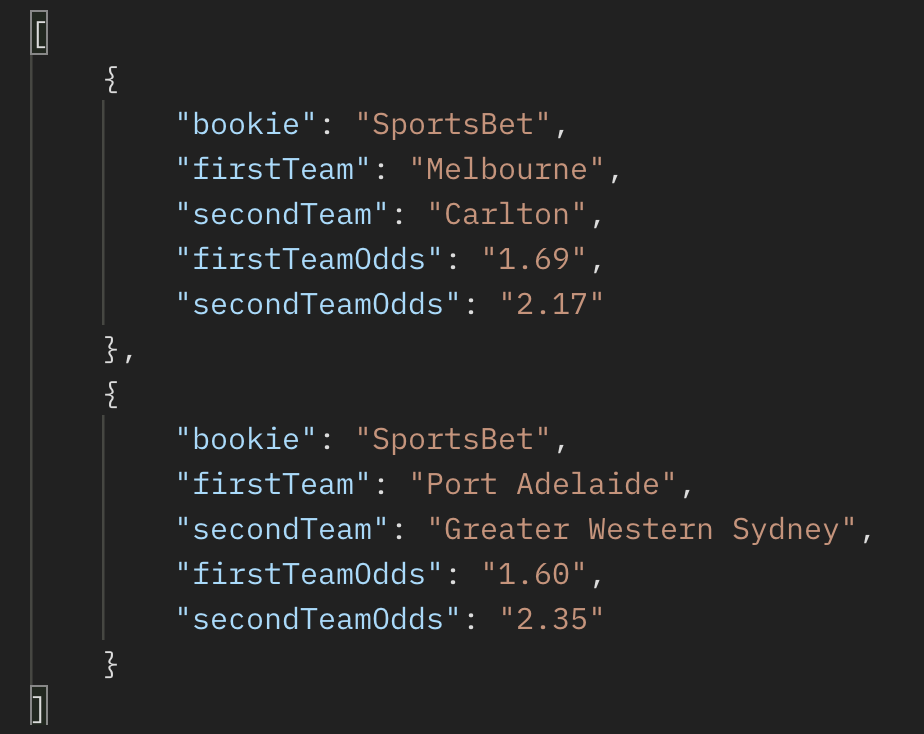 [
{
"bookie": "SportsBet",
"firstTeam": "Melbourne",
"secondTeam": "Carlton",
"firstTeamOdds": "1.69",
"secondTeamOdds": "2.17"
},
{
"bookie": "SportsBet",
"firstTeam": "Port Adelaide",
"secondTeam": "Greater Western Sydney",
"firstTeamOdds": "1.60",
"secondTeamOdds": "2.35"
}
]